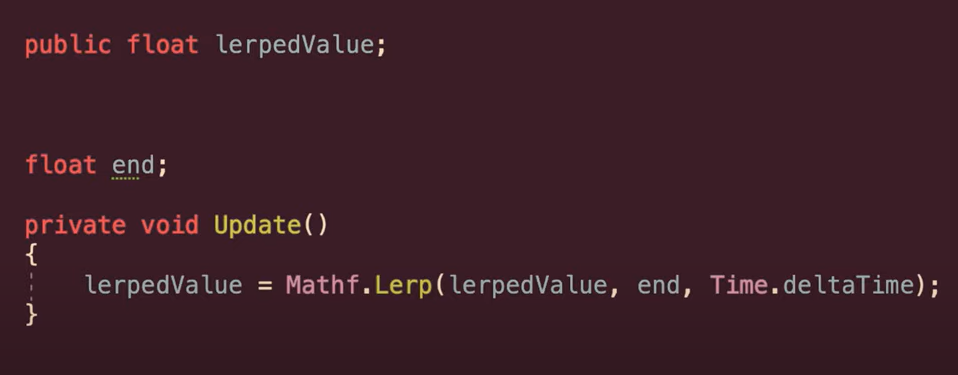 public float lerpedValue;
float end;
private void Update()
{
lerpedValue = Mathf.Lerp(lerpedValue, end, Time.deltaTime);
}